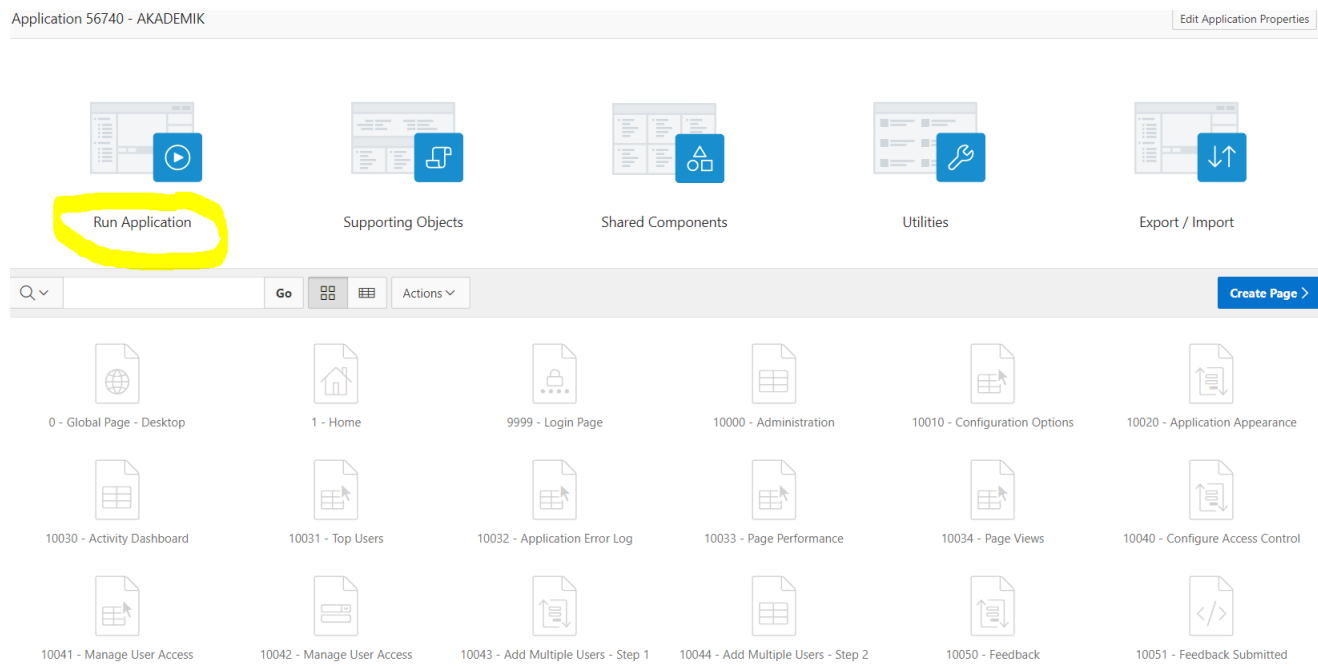 Application 56740 - AKADEMIK
Edit Application Properties
Run Application
Supporting Objects
Shared Components
Utilities
Export / Import
Go
Actions
Create Page
0 - Global Page - Desktop
1 - Home
9999 - Login Page
10000 - Administration
10010 - Configuration Options
10020 - Application Appearance
10030 - Activity Dashboard
10031 - Top Users
10032 - Application Error Log
10033 - Page Performance
10034 - Page Views
10040 - Configure Access Control
10041 - Manage User Access
10042 - Manage User Access
10043 - Add Multiple Users - Step 1
10044 - Add Multiple Users - Step 2
10050 - Feedback
10051 - Feedback Submitted